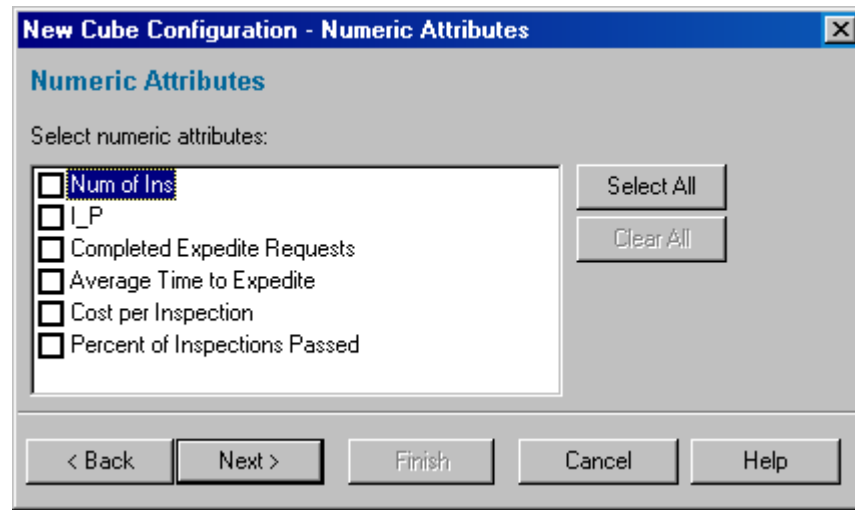 New Cube Configuration - Numeric Attributes
Numeric Attributes
Select numeric attributes:
Num of Ins
I_P
Completed Expedite Requests
Average Time to Expedite
Cost per Inspection
Percent of Inspections Passed
Select All
Clear All
< Back Next > Finish Cancel Help